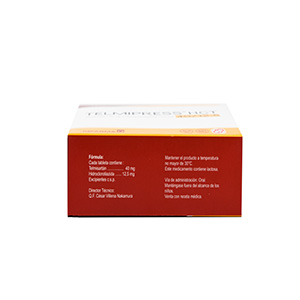 TELMIPRESS HCT
Fórmula:
Cada tableta contiene:
Telmisartán .............. 40 mg
Hidroclorotiazida ..... 12.5 mg
Excipientes c.s.p.
Director Técnico:
Q.F. César Villena Nakamura
Mantener el producto a temperatura
no mayor de 30°C.
Este medicamento contiene lactosa.
Vía de administración: Oral.
Manténgase fuera del alcance de los
niños.
Venta con receta médica